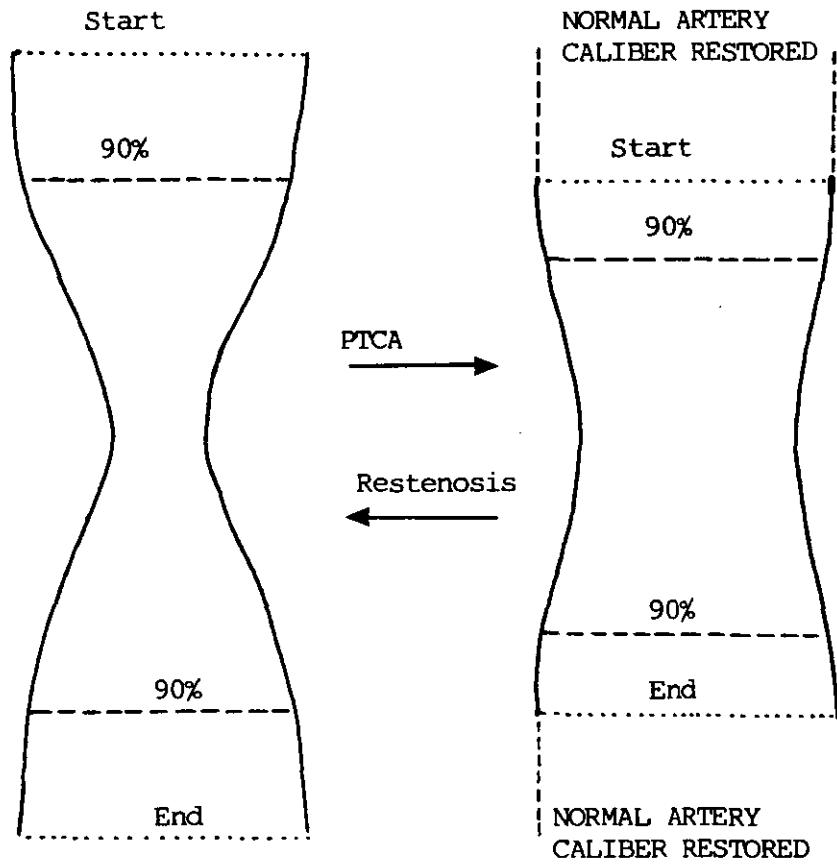 Start
90%
90%
End
PTCA
Restenosis
NORMAL ARTERY
CALIBER RESTORED
Start
90%
90%
End
NORMAL ARTERY
CALIBER RESTORED